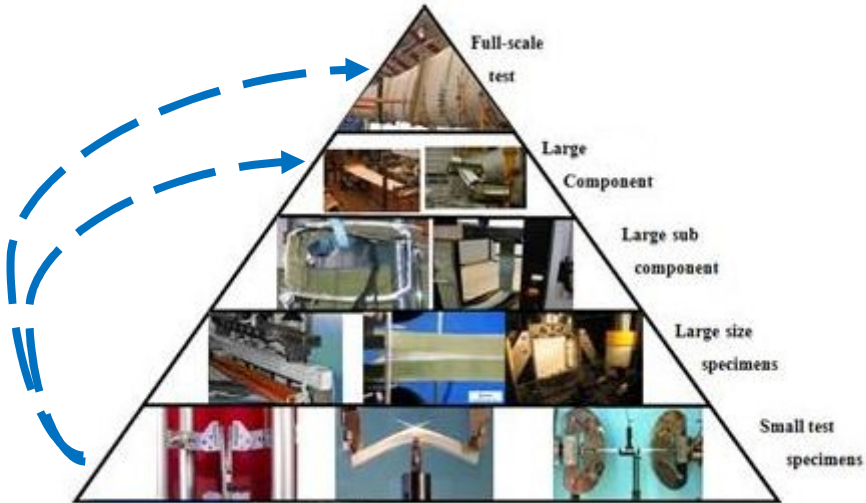 Full-scale
test
Large
Component
Large sub
component
Large size
specimens
Small test
specimens